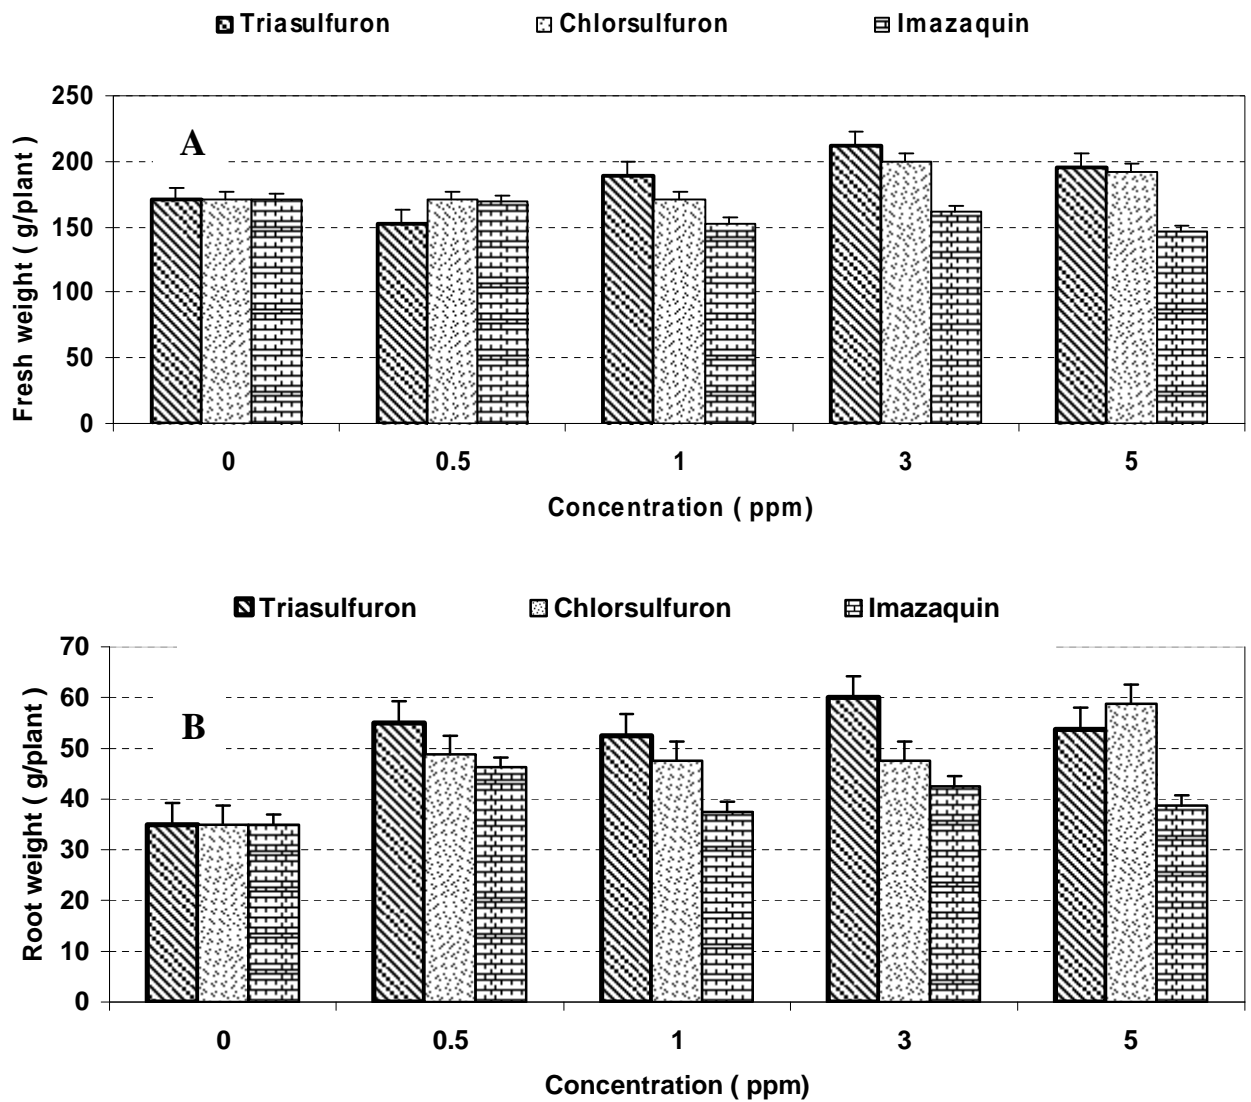 Triasulfuron Chlorsulfuron Imazaquin
250
200
150
100
50
0
A
Fresh weight ( g/plant )
0 0.5 1 3 5
Concentration ( ppm)
Triasulfuron Chlorsulfuron Imazaquin
70
60
50
40
30
20
10
0
B
Root weight ( g/plant )
0 0.5 1 3 5
Concentration ( ppm)